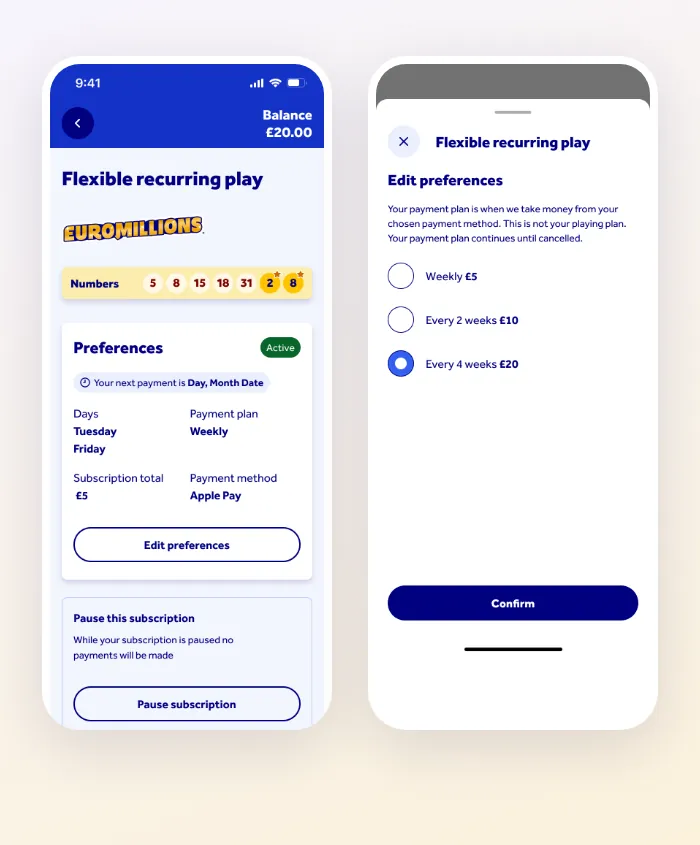 9:41
Balance
£20.00
Flexible recurring play
EUROMILLIONS
Numbers 5 8 15 18 31 2 8
Preferences Active
Your next payment is Day, Month Date
Days Payment plan
Tuesday Weekly
Friday
Subscription total Payment method
£5 Apple Pay
Edit preferences
Pause this subscription
While your subscription is paused no
payments will be made
Pause subscription
Flexible recurring play
Edit preferences
Your payment plan is when we take money from your
chosen payment method. This is not your playing plan.
Your payment plan continues until cancelled.
Weekly £5
Every 2 weeks £10
Every 4 weeks £20
Confirm